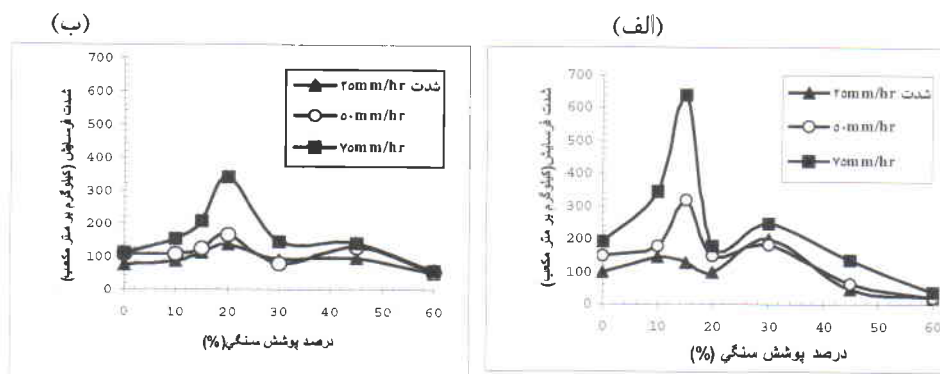 (الف)
شدت فرسایش(کیلوگرم بر متر مکعب)
700
600
500
400
300
200
100
0
شدت ۲۵mm/hr
۵۰mm/hr
۷۵mm/hr
0 10 20 30 40 50 60
درصد پوشش سنگي (%)
(ب)
شدت فرسایش (کیلوگرم بر متر مکعب)
700
600
500
400
300
200
100
0
شدت ۲۵mm/hr
۵۰mm/hr
۷۵mm/hr
0 10 20 30 40 50 60
درصد پوشش سنگي(%)